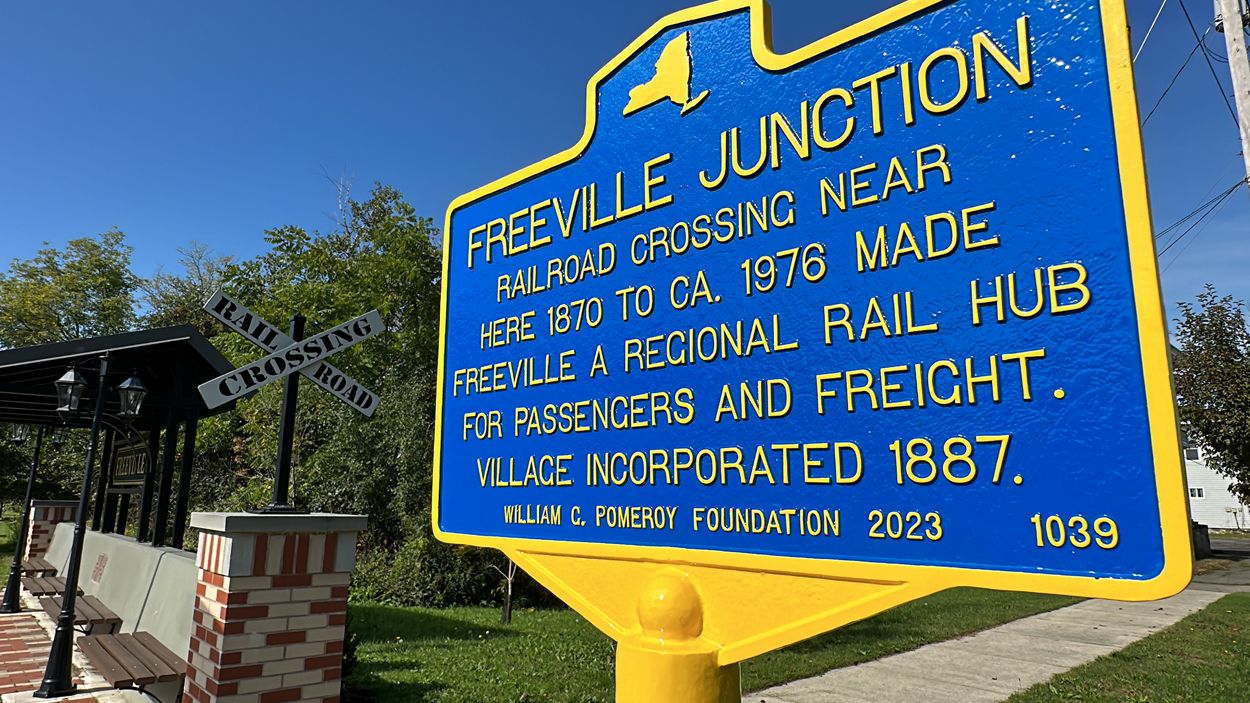 FREEVILLE JUNCTION
RAILROAD CROSSING NEAR
HERE 1870 TO CA. 1976 MADE
FREEVILLE A REGIONAL RAIL HUB
FOR PASSENGERS AND FREIGHT.
VILLAGE INCORPORATED 1887.
WILLIAM G. POMEROY FOUNDATION 2023 1039
RAIL ROAD
CROSSING
FREEVILLE